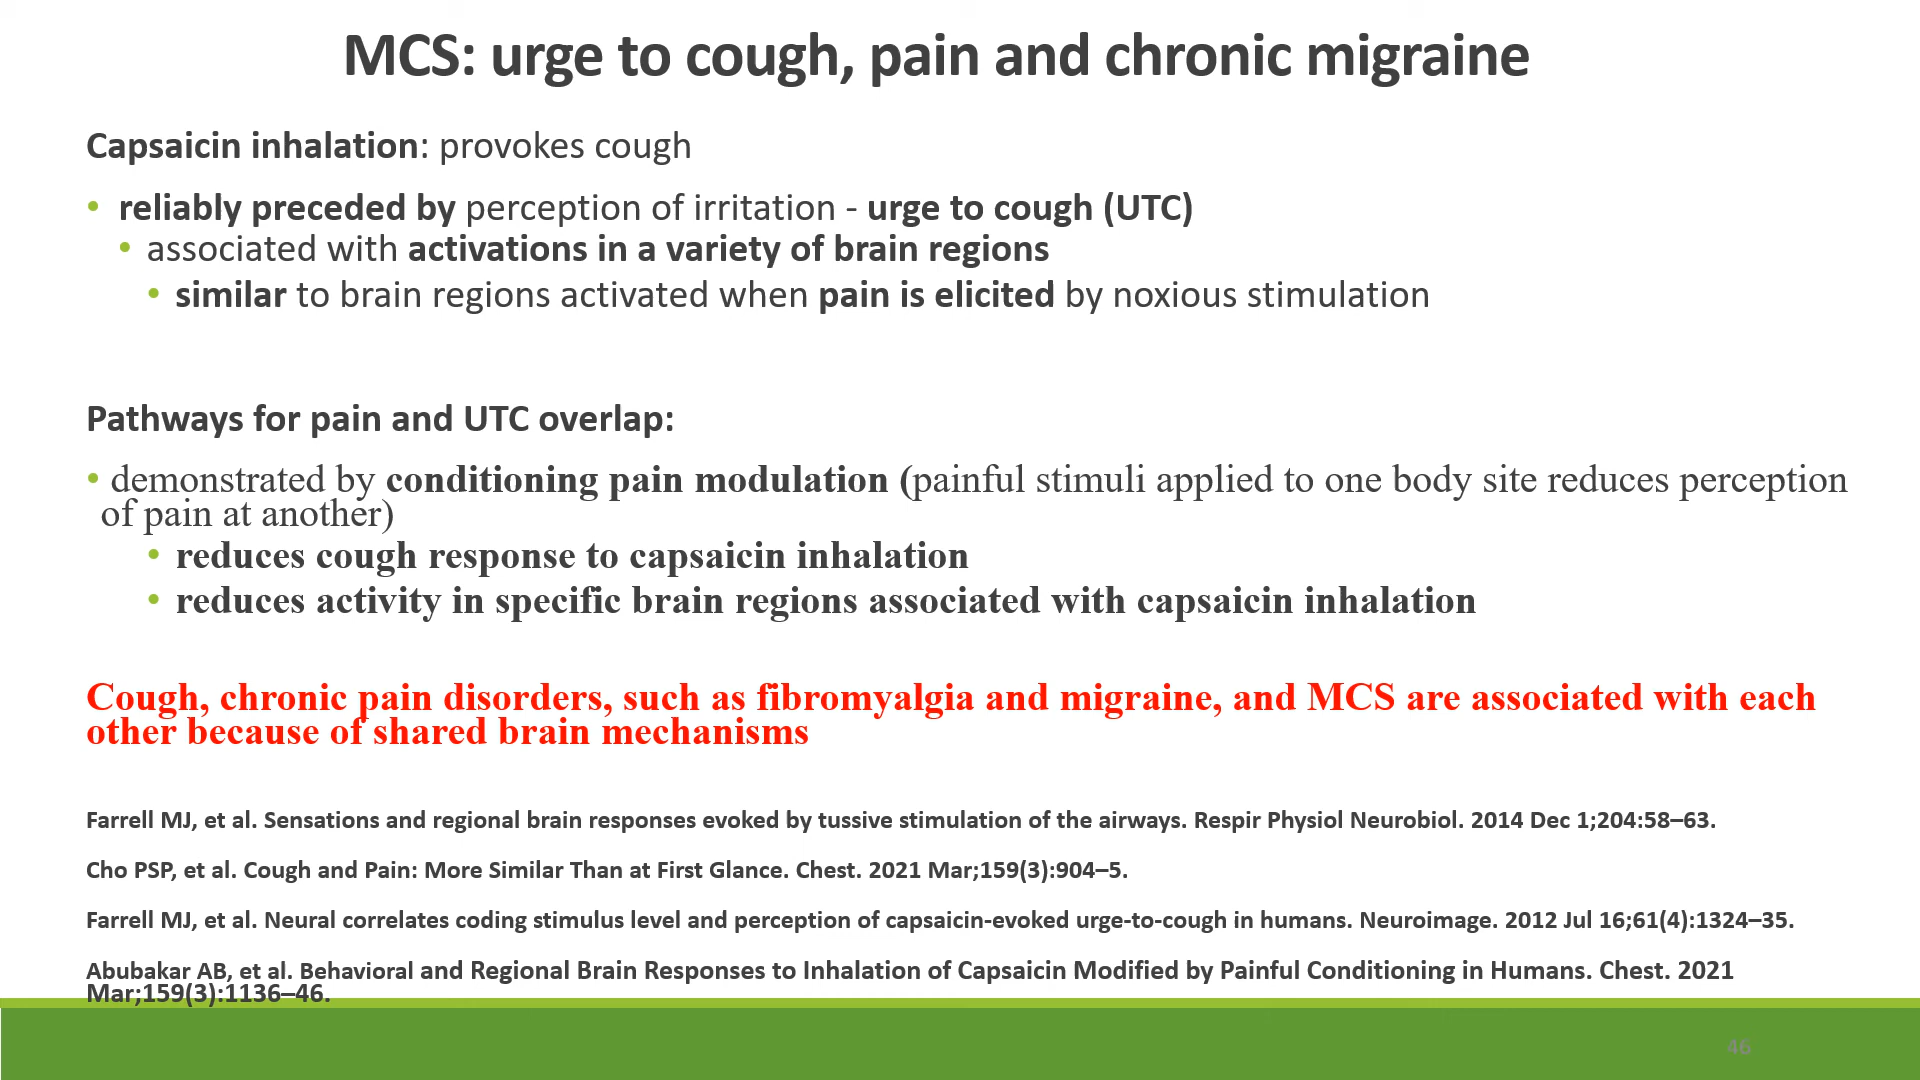 MCS: urge to cough, pain and chronic migraine
Capsaicin inhalation: provokes cough
• reliably preceded by perception of irritation - urge to cough (UTC)
• associated with activations in a variety of brain regions
• similar to brain regions activated when pain is elicited by noxious stimulation
Pathways for pain and UTC overlap:
• demonstrated by conditioning pain modulation (painful stimuli applied to one body site reduces perception
of pain at another)
• reduces cough response to capsaicin inhalation
• reduces activity in specific brain regions associated with capsaicin inhalation
Cough, chronic pain disorders, such as fibromyalgia and migraine, and MCS are associated with each
other because of shared brain mechanisms
Farrell MJ, et al. Sensations and regional brain responses evoked by tussive stimulation of the airways. Respir Physiol Neurobiol. 2014 Dec 1;204:58–63.
Cho PSP, et al. Cough and Pain: More Similar Than at First Glance. Chest. 2021 Mar;159(3):904–5.
Farrell MJ, et al. Neural correlates coding stimulus level and perception of capsaicin-evoked urge-to-cough in humans. Neuroimage. 2012 Jul 16;61(4):1324–35.
Abubakar AB, et al. Behavioral and Regional Brain Responses to Inhalation of Capsaicin Modified by Painful Conditioning in Humans. Chest. 2021
Mar;159(3):1136–46.
46